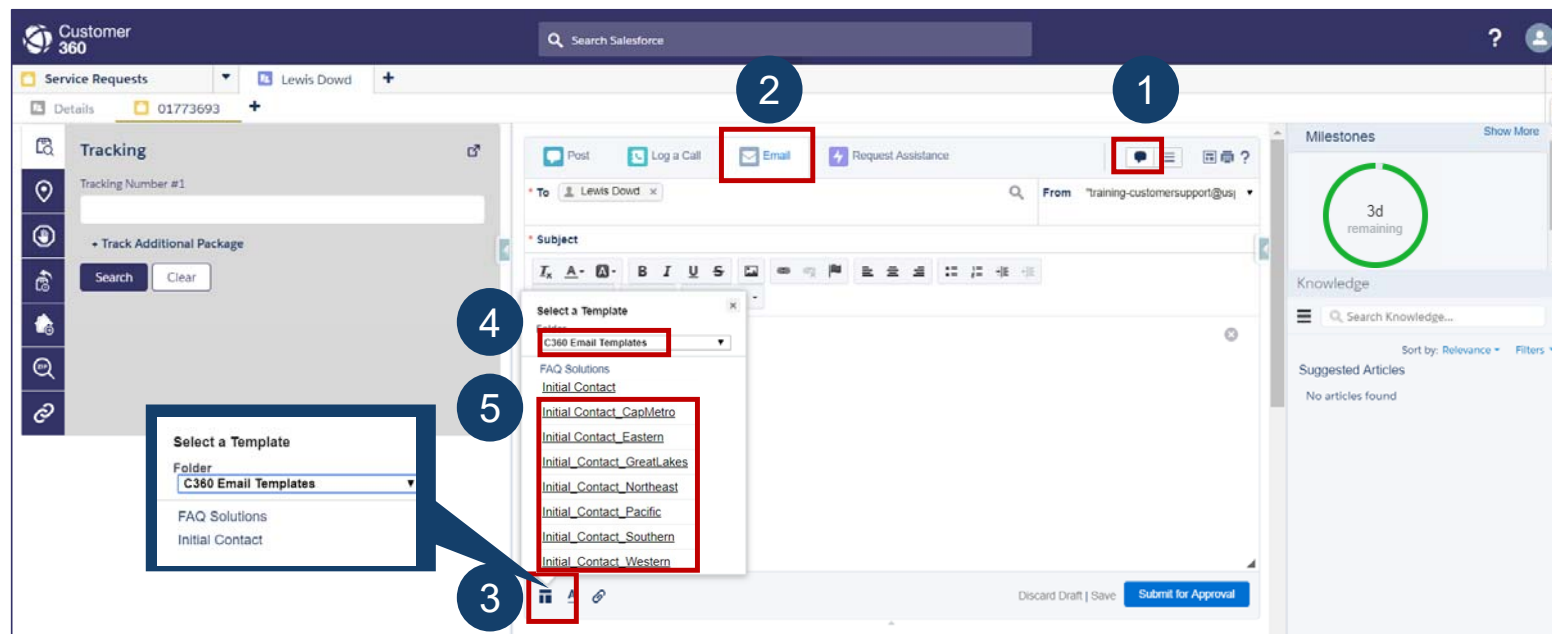 Customer
360
Search Salesforce
?
Service Requests
Lewis Dowd
+
Details
01773693
+
2
1
Tracking
Tracking Number #1
+ Track Additional Package
Search
Clear
Post
Log a Call
Email
Request Assistance
?
* To
Lewis Dowd ×
From
"training-customersupport@usp
* Subject
B I U S
4
Select a Template
×
Folder
C360 Email Templates
FAQ Solutions
Initial Contact
5
Initial Contact_CapMetro
Initial Contact_Eastern
Initial_Contact_GreatLakes
Initial_Contact_Northeast
Initial_Contact_Pacific
Initial_Contact_Southern
Initial_Contact_Western
Select a Template
Folder
C360 Email Templates
FAQ Solutions
Initial Contact
3
Discard Draft | Save
Submit for Approval
Milestones
Show More
3d
remaining
Knowledge
Search Knowledge...
Sort by: Relevance
Filters
Suggested Articles
No articles found